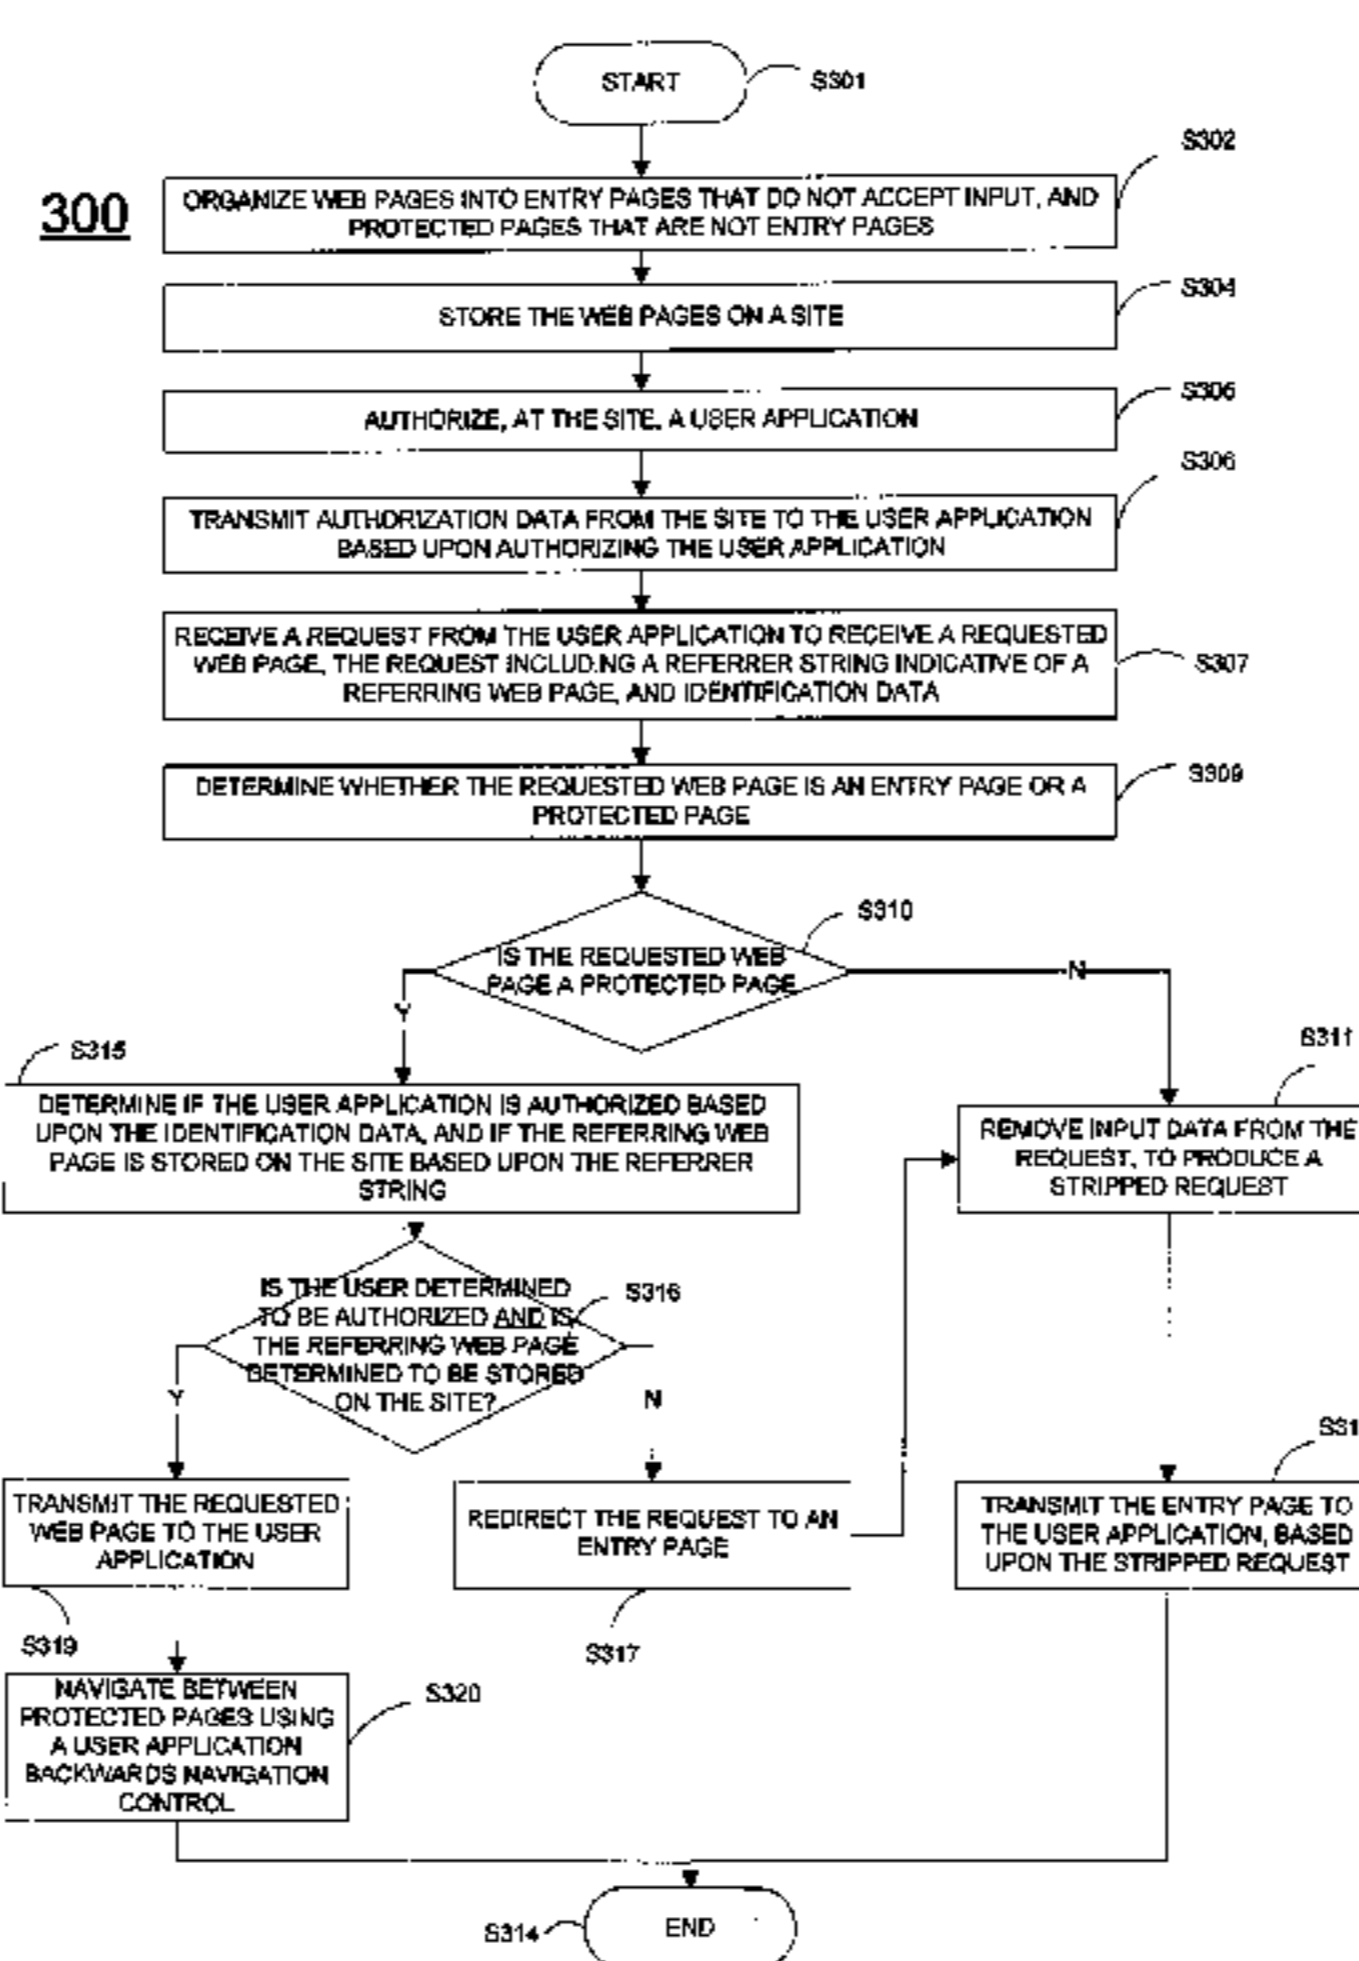 START
S301
S302
300
ORGANIZE WEB PAGES INTO ENTRY PAGES THAT DO NOT ACCEPT INPUT, AND
PROTECTED PAGES THAT ARE NOT ENTRY PAGES
S304
STORE THE WEB PAGES ON A SITE
S305
AUTHORIZE, AT THE SITE, A USER APPLICATION
S306
TRANSMIT AUTHORIZATION DATA FROM THE SITE TO THE USER APPLICATION
BASED UPON AUTHORIZING THE USER APPLICATION
RECEIVE A REQUEST FROM THE USER APPLICATION TO RECEIVE A REQUESTED
WEB PAGE, THE REQUEST INCLUDING A REFERRER STRING INDICATIVE OF A
REFERRING WEB PAGE, AND IDENTIFICATION DATA
S307
S309
DETERMINE WHETHER THE REQUESTED WEB PAGE IS AN ENTRY PAGE OR A
PROTECTED PAGE
S310
IS THE REQUESTED WEB
PAGE A PROTECTED PAGE
N
Y
S315
S311
DETERMINE IF THE USER APPLICATION IS AUTHORIZED BASED
UPON THE IDENTIFICATION DATA, AND IF THE REFERRING WEB
PAGE IS STORED ON THE SITE BASED UPON THE REFERRER
STRING
REMOVE INPUT DATA FROM THE
REQUEST, TO PRODUCE A
STRIPPED REQUEST
IS THE USER DETERMINED
TO BE AUTHORIZED AND IS
THE REFERRING WEB PAGE
DETERMINED TO BE STORED
ON THE SITE?
S316
Y
N
S31
TRANSMIT THE REQUESTED
WEB PAGE TO THE USER
APPLICATION
REDIRECT THE REQUEST TO AN
ENTRY PAGE
TRANSMIT THE ENTRY PAGE TO
THE USER APPLICATION, BASED
UPON THE STRIPPED REQUEST
S319
S317
NAVIGATE BETWEEN
PROTECTED PAGES USING
A USER APPLICATION
BACKWARDS NAVIGATION
CONTROL
S320
S314
END